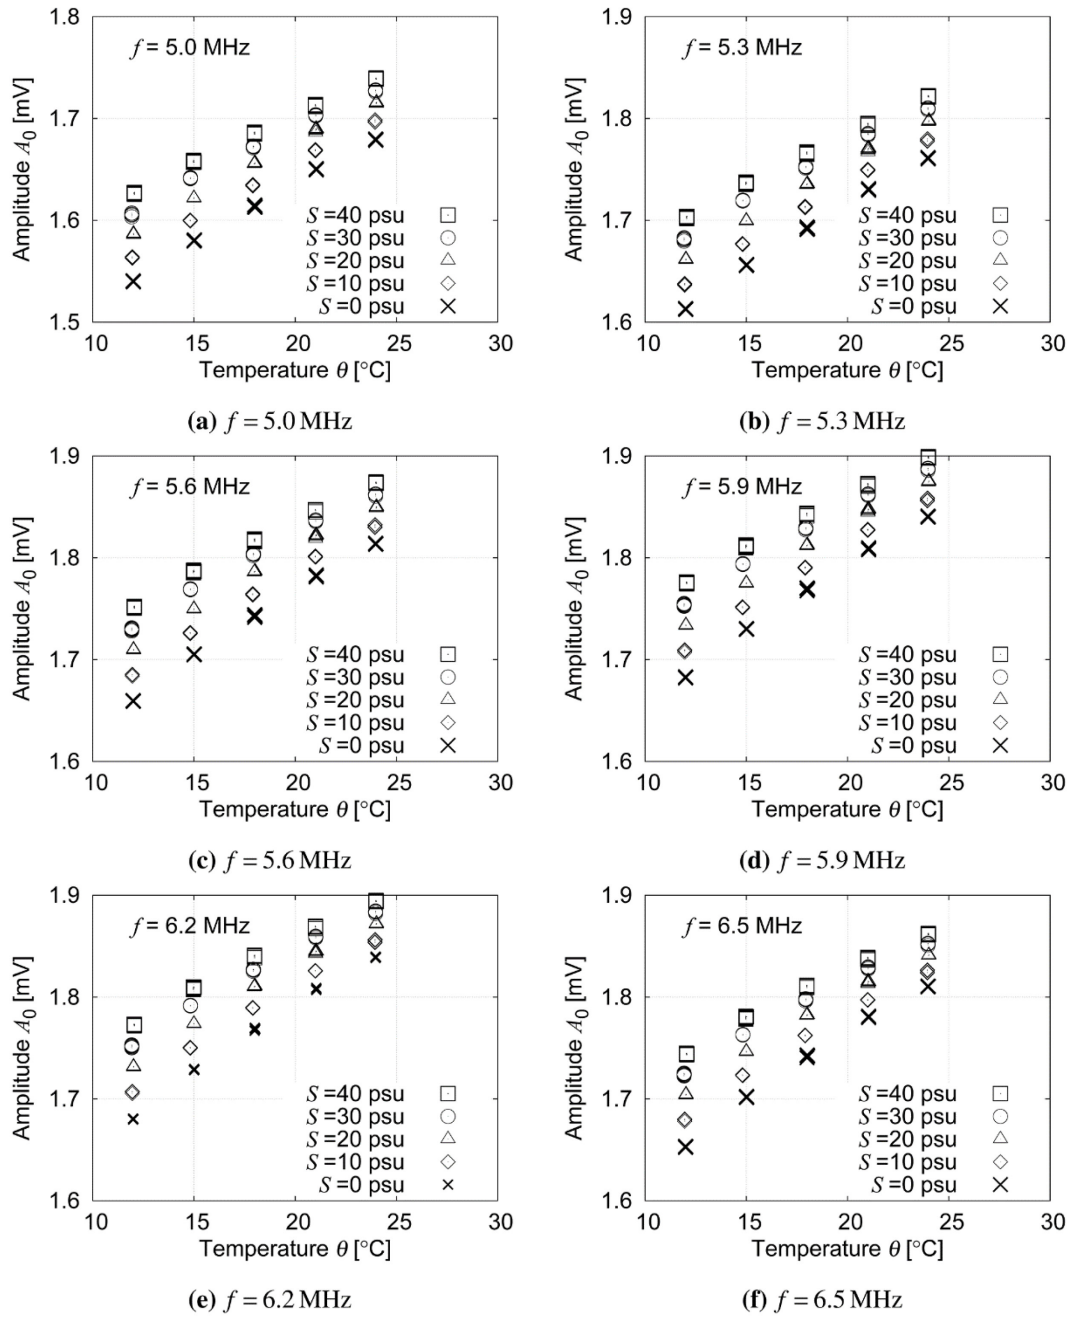 1.8
1.7
1.6
1.5
Amplitude A0 [mV]
f = 5.0 MHz
S=40 psu
S=30 psu
S=20 psu
S=10 psu
S=0 psu
10 15 20 25 30
Temperature θ [°C]
(a) f = 5.0 MHz
1.9
1.8
1.7
1.6
Amplitude A0 [mV]
f = 5.3 MHz
S=40 psu
S=30 psu
S=20 psu
S=10 psu
S=0 psu
10 15 20 25 30
Temperature θ [°C]
(b) f = 5.3 MHz
1.9
1.8
1.7
1.6
Amplitude A0 [mV]
f = 5.6 MHz
S=40 psu
S=30 psu
S=20 psu
S=10 psu
S=0 psu
10 15 20 25 30
Temperature θ [°C]
(c) f = 5.6 MHz
1.9
1.8
1.7
1.6
Amplitude A0 [mV]
f = 5.9 MHz
S=40 psu
S=30 psu
S=20 psu
S=10 psu
S=0 psu
10 15 20 25 30
Temperature θ [°C]
(d) f = 5.9 MHz
1.9
1.8
1.7
1.6
Amplitude A0 [mV]
f = 6.2 MHz
S=40 psu
S=30 psu
S=20 psu
S=10 psu
S=0 psu
10 15 20 25 30
Temperature θ [°C]
(e) f = 6.2 MHz
1.9
1.8
1.7
1.6
Amplitude A0 [mV]
f = 6.5 MHz
S=40 psu
S=30 psu
S=20 psu
S=10 psu
S=0 psu
10 15 20 25 30
Temperature θ [°C]
(f) f = 6.5 MHz